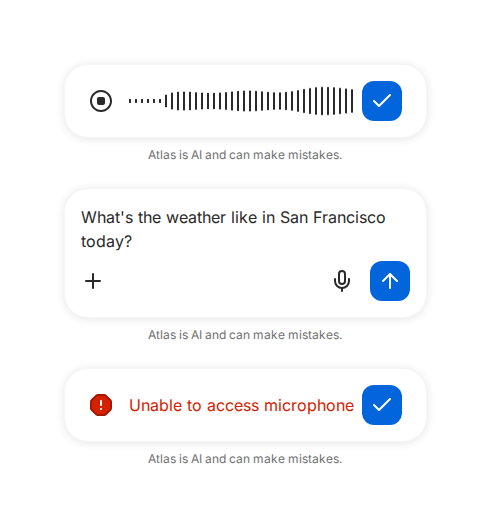 Atlas is AI and can make mistakes.
What's the weather like in San Francisco
today?
Atlas is AI and can make mistakes.
Unable to access microphone
Atlas is AI and can make mistakes.